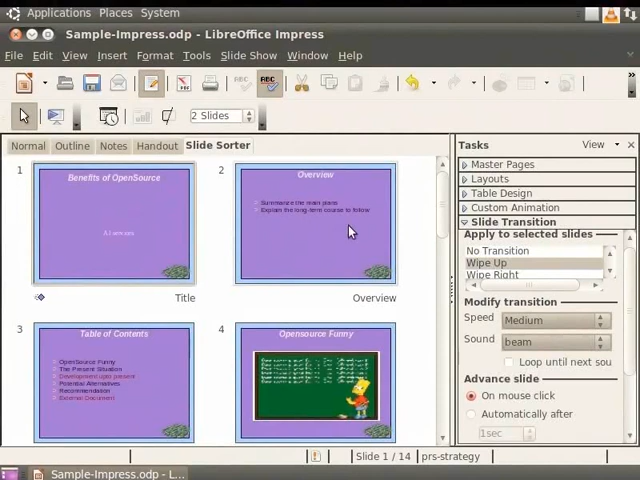 Applications Places System
Sample-Impress.odp - LibreOffice Impress
File Edit View Insert Format Tools Slide Show Window Help
2 Slides
Normal Outline Notes Handout Slide Sorter
Tasks View
Master Pages
Layouts
Table Design
Custom Animation
Slide Transition
Apply to selected slides
No Transition
Wipe Up
Wipe Right
Modify transition
Speed Medium
Sound beam
Loop until next sou
Advance slide
On mouse click
Automatically after
1sec
1
Benefits of OpenSource
Title
2
Overview
Summarize the main plans
Explain the long-term course to follow
Overview
3
Table of Contents
OpenSource Funny
The Present Situation
Development upto present
Potential Alternatives
Recommendation
External Document
4
Opensource Funny
Slide 1 / 14 prs-strategy
Sample-Impress.odp - L...